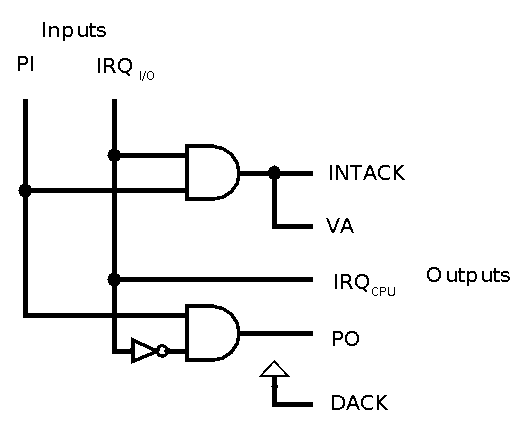 Inputs
PI IRQ I/O
INTACK
VA
IRQ CPU Outputs
PO
DACK